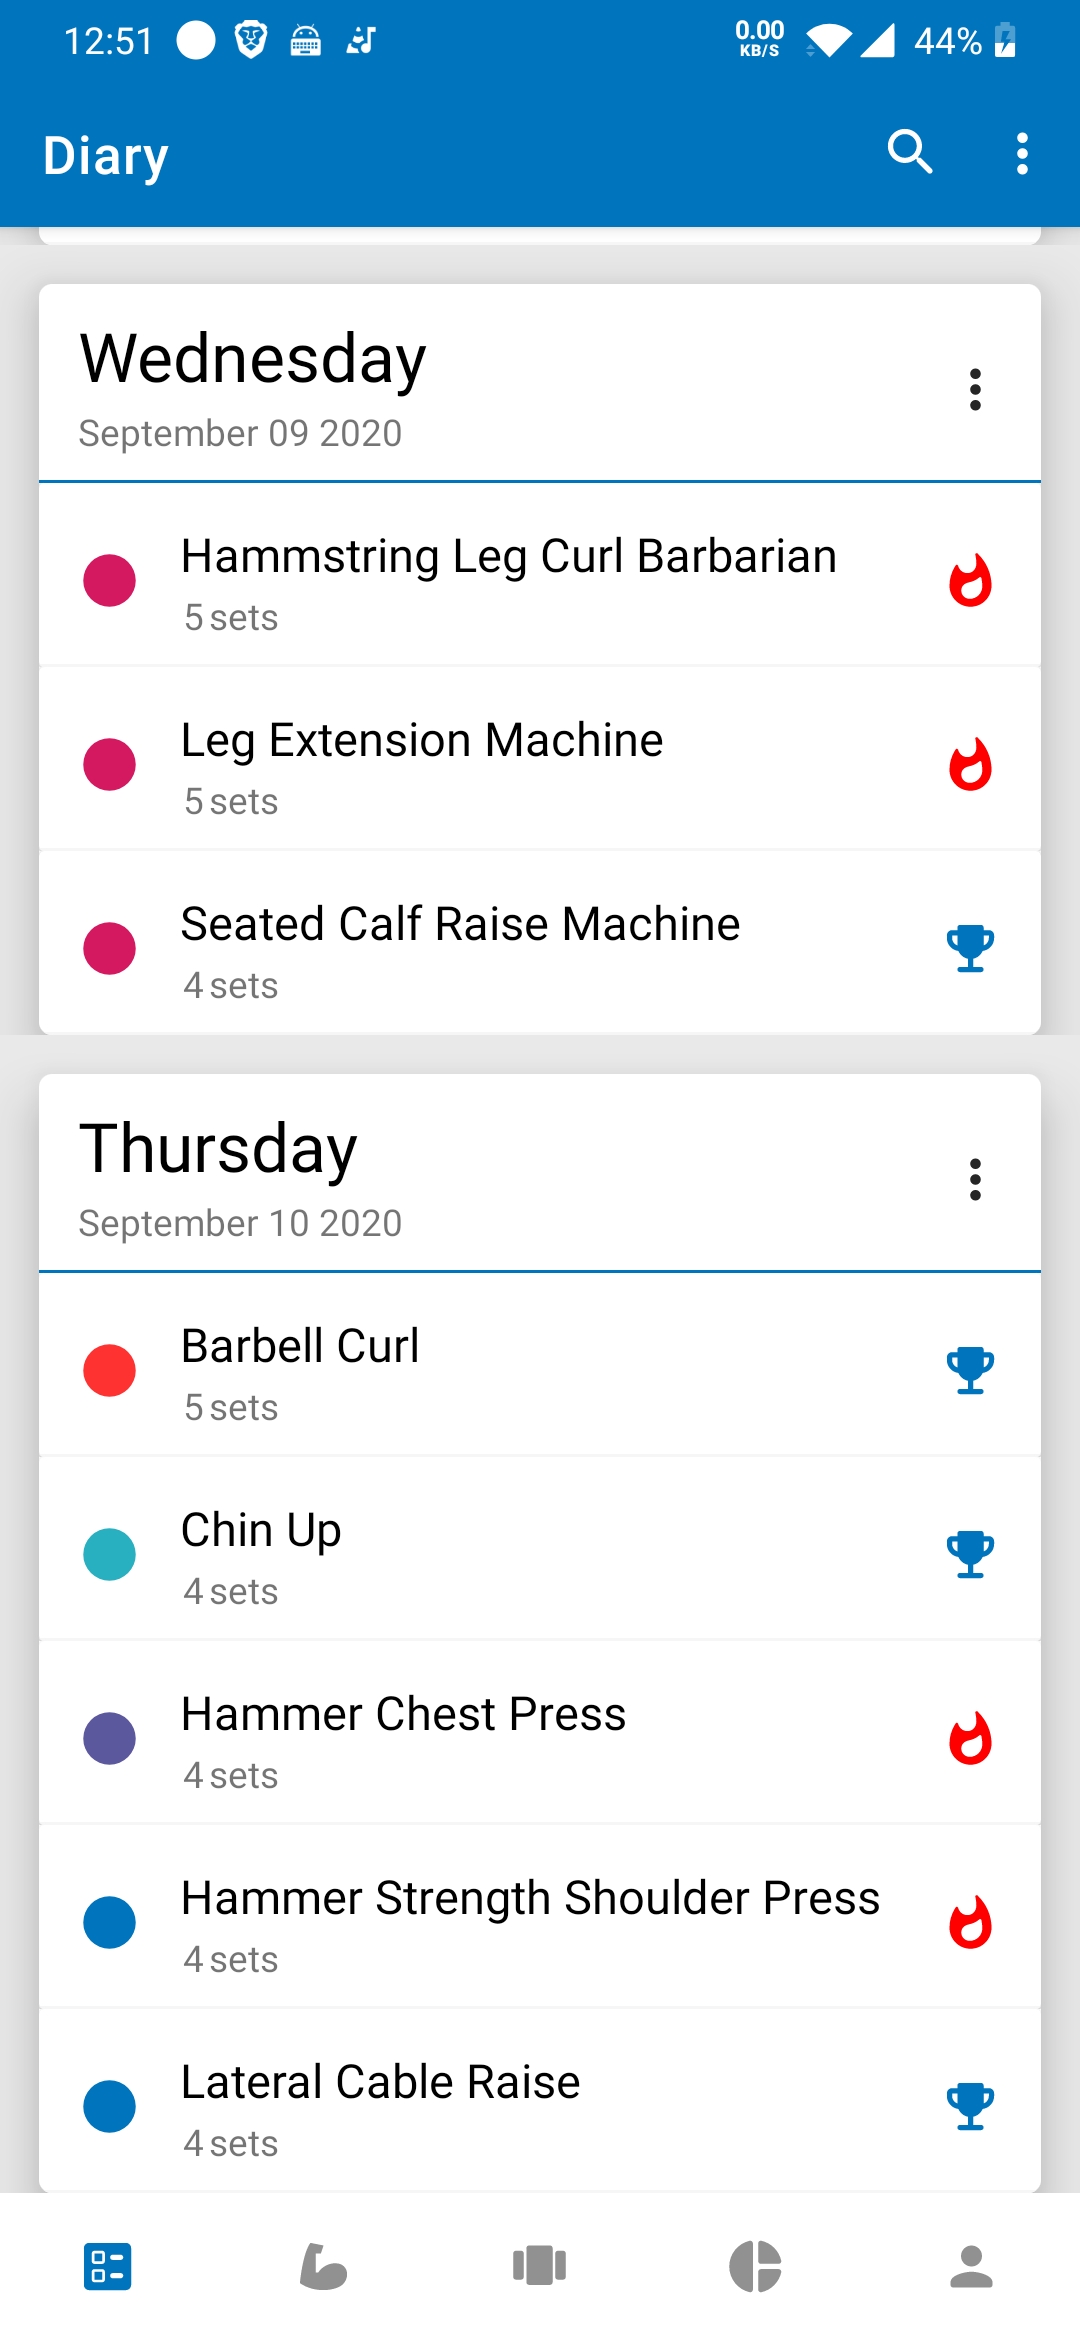 12:51
0.00
KB/S
44%
Diary
Wednesday
September 09 2020
Hammstring Leg Curl Barbarian
5 sets
Leg Extension Machine
5 sets
Seated Calf Raise Machine
4 sets
Thursday
September 10 2020
Barbell Curl
5 sets
Chin Up
4 sets
Hammer Chest Press
4 sets
Hammer Strength Shoulder Press
4 sets
Lateral Cable Raise
4 sets